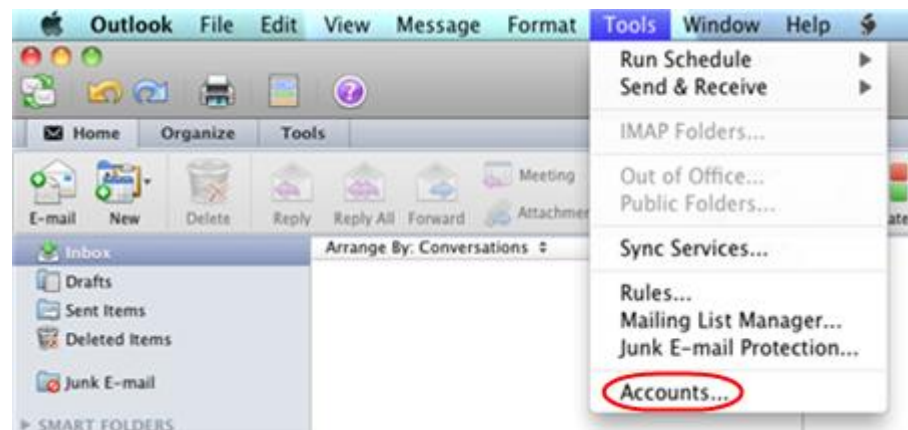 Outlook File Edit View Message Format Tools Window Help
Run Schedule
Send & Receive
IMAP Folders...
Out of Office...
Public Folders...
Sync Services...
Rules...
Mailing List Manager...
Junk E-mail Protection...
Accounts...
Home Organize Tools
E-mail New Delete Reply Reply All Forward
Meeting
Attachmen
ate
Inbox
Drafts
Sent Items
Deleted Items
Junk E-mail
SMART FOLDERS
Arrange By: Conversations